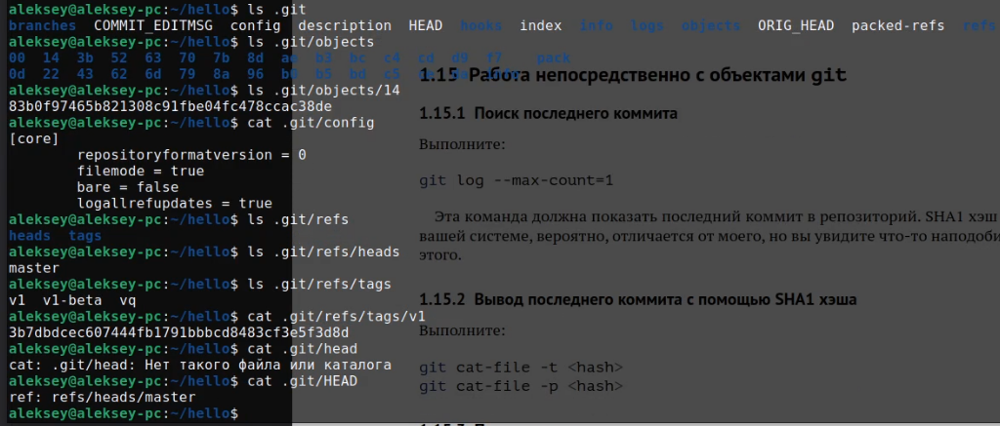 aleksey@aleksey-pc:~/hello$ ls .git
branches COMMIT_EDITMSG config description HEAD hooks index info logs objects ORIG_HEAD packed-refs refs
aleksey@aleksey-pc:~/hello$ ls .git/objects
00 14 3b 52 63 70 7b 8d ae b3 bc c4 cd d9 f7 pack
0d 22 43 62 6d 79 8a 96 b0 b5 bd c5
aleksey@aleksey-pc:~/hello$ ls .git/objects/14
83b0f97465b821308c91fbe04fc478ccac38de
aleksey@aleksey-pc:~/hello$ cat .git/config
[core]
repositoryformatversion = 0
filemode = true
bare = false
logallrefupdates = true
aleksey@aleksey-pc:~/hello$ ls .git/refs
heads tags
aleksey@aleksey-pc:~/hello$ ls .git/refs/heads
master
aleksey@aleksey-pc:~/hello$ ls .git/refs/tags
v1 v1-beta vq
aleksey@aleksey-pc:~/hello$ cat .git/refs/tags/v1
3b7dbdcec607444fb1791bbbcd8483cf3e5f3d8d
aleksey@aleksey-pc:~/hello$ cat .git/head
cat: .git/head: Нет такого файла или каталога
aleksey@aleksey-pc:~/hello$ cat .git/HEAD
ref: refs/heads/master
aleksey@aleksey-pc:~/hello$
1.15 Работа непосредственно с объектами git
1.15.1 Поиск последнего коммита
Выполните:
git log --max-count=1
Эта команда должна показать последний коммит в репозиторий. SHA1 хэш
вашей системе, вероятно, отличается от моего, но вы увидите что-то наподоби
этого.
1.15.2 Вывод последнего коммита с помощью SHA1 хэша
Выполните:
git cat-file -t <hash>
git cat-file -p <hash>